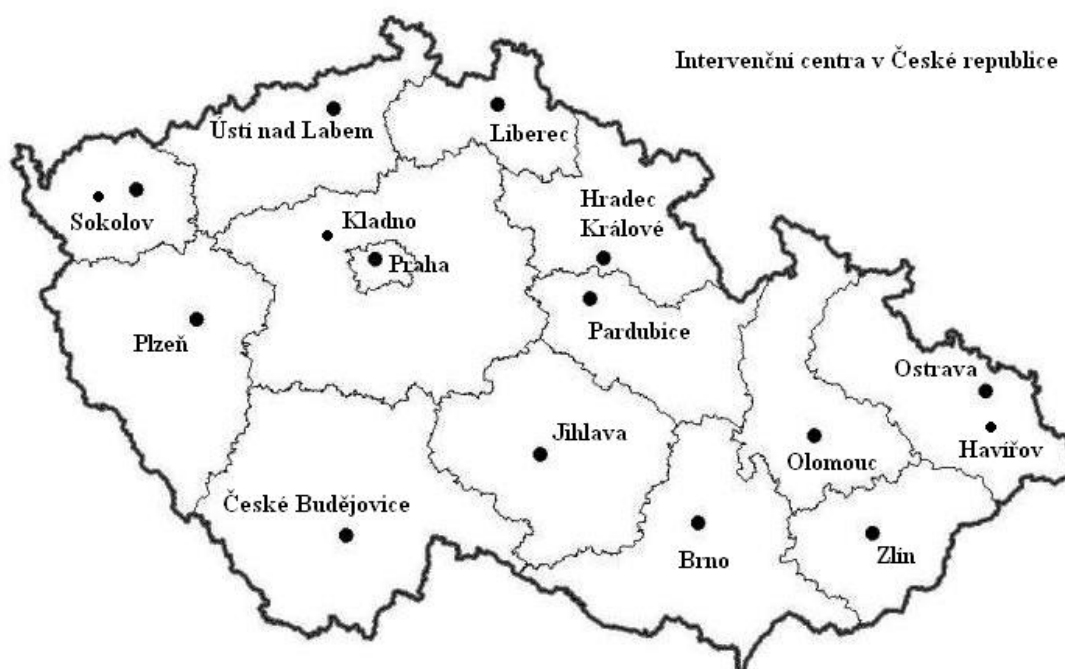 Intervenční centra v České republice
Ústí nad Labem
Liberec
Sokolov
Kladno
Praha
Hradec
Králové
Plzeň
Pardubice
Ostrava
Havířov
Jihlava
Olomouc
České Budějovice
Brno
Zlín